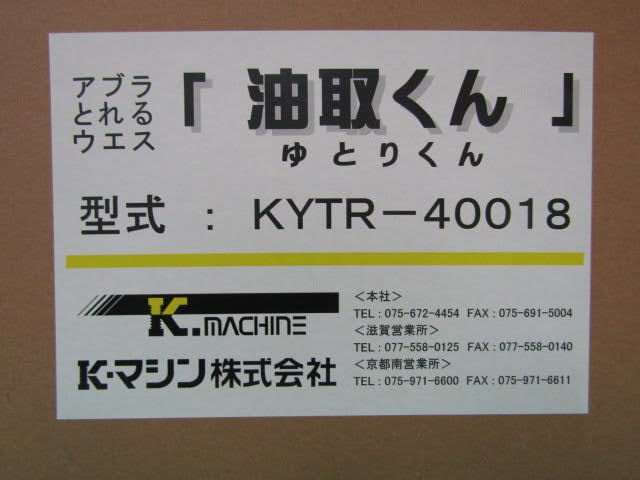 アブラ
とれる
ウエス
「油取くん」
ゆとりくん
型式 : KYTR-40018
K.MACHINE
K・マシン株式会社
<本社>
TEL : 075-672-4454 FAX : 075-691-5004
<滋賀営業所>
TEL : 077-558-0125 FAX : 077-558-0140
<京都南営業所>
TEL : 075-971-6600 FAX : 075-971-6611